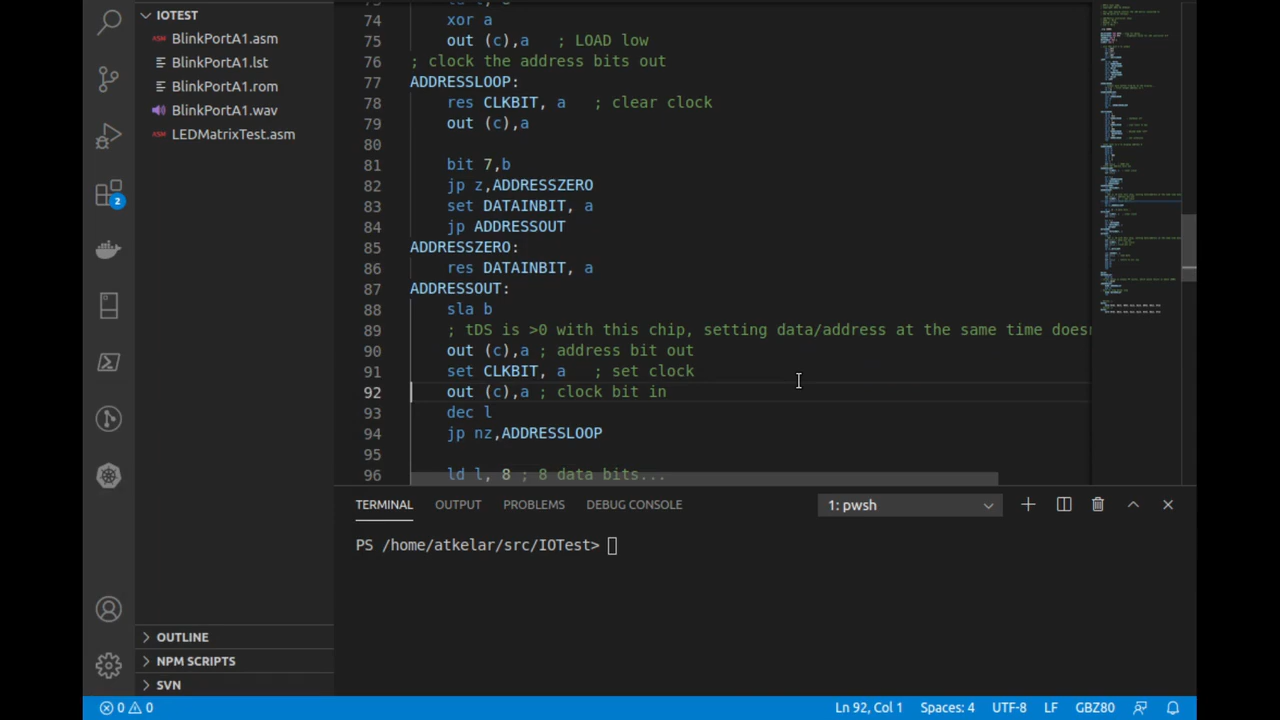 IOTEST
BlinkPortA1.asm
BlinkPortA1.lst
BlinkPortA1.rom
BlinkPortA1.wav
LEDMatrixTest.asm
2
OUTLINE
NPM SCRIPTS
SVN
74 xor a
75 out (c),a ; LOAD low
76 ; clock the address bits out
77 ADDRESSLOOP:
78 res CLKBIT, a ; clear clock
79 out (c),a
80
81 bit 7,b
82 jp z,ADDRESSZERO
83 set DATAINBIT, a
84 jp ADDRESSOUT
85 ADDRESSZERO:
86 res DATAINBIT, a
87 ADDRESSOUT:
88 sla b
89 ; tDS is >0 with this chip, setting data/address at the same time does
90 out (c),a ; address bit out
91 set CLKBIT, a ; set clock
92 out (c),a ; clock bit in
93 dec l
94 jp nz,ADDRESSLOOP
95
96 ld l, 8 ; 8 data bits...
TERMINAL OUTPUT PROBLEMS DEBUG CONSOLE 1: pwsh
PS /home/atkelar/src/IOTest>
0 0 Ln 92, Col 1 Spaces: 4 UTF-8 LF GBZ80